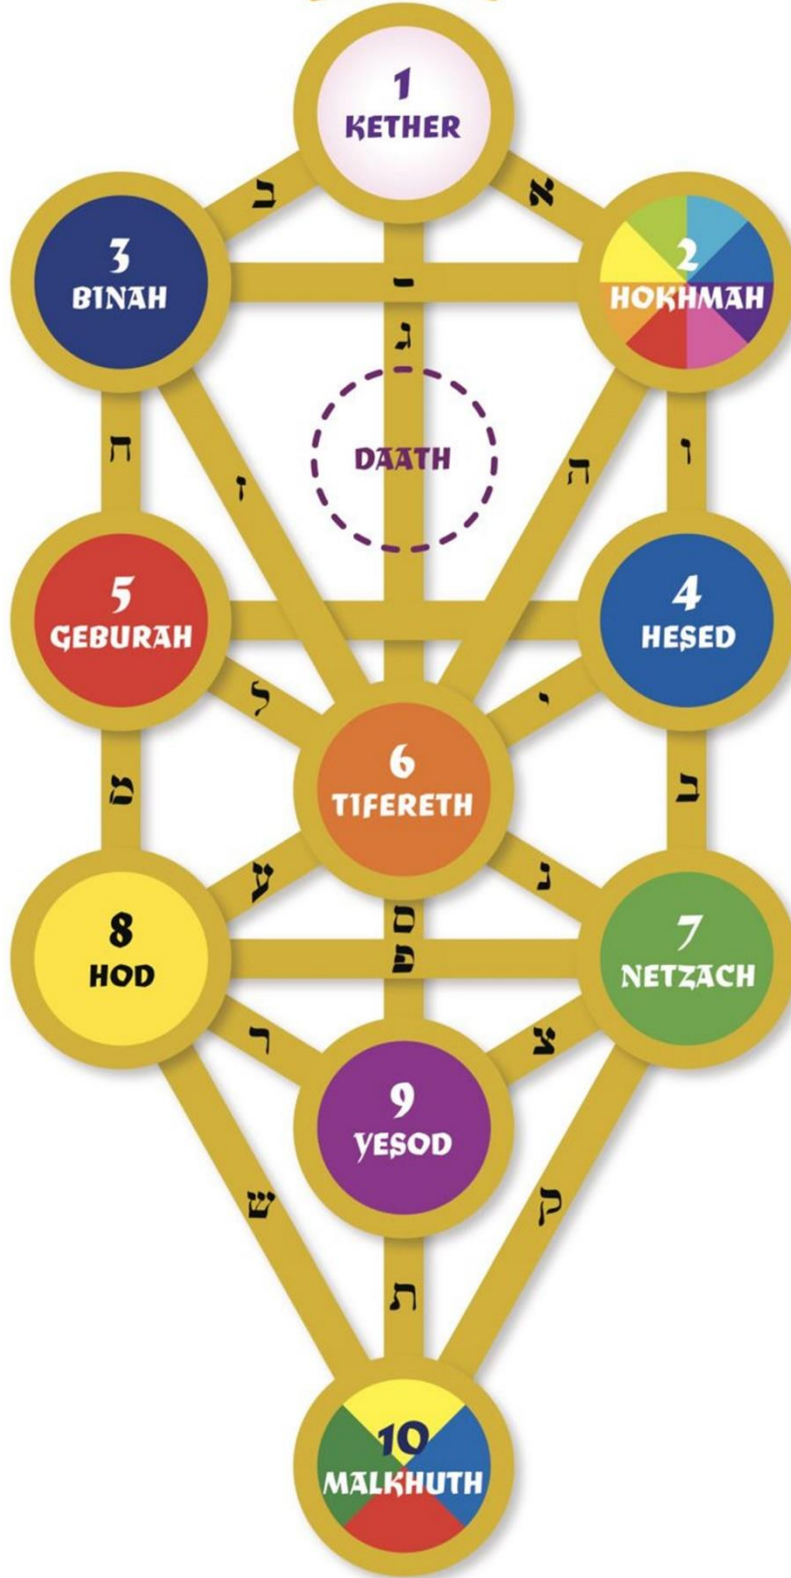 1
KETHER
ב
א
3
BINAH
2
HOKHMAH
ג
DAATH
ח
ו
ז
ה
5
GEBURAH
4
HESED
ל
י
6
TIFERETH
8
HOD
נ
ם
פ
7
NETZACH
ר
צ
9
YESOD
ש
ק
ת
10
MALKHUTH